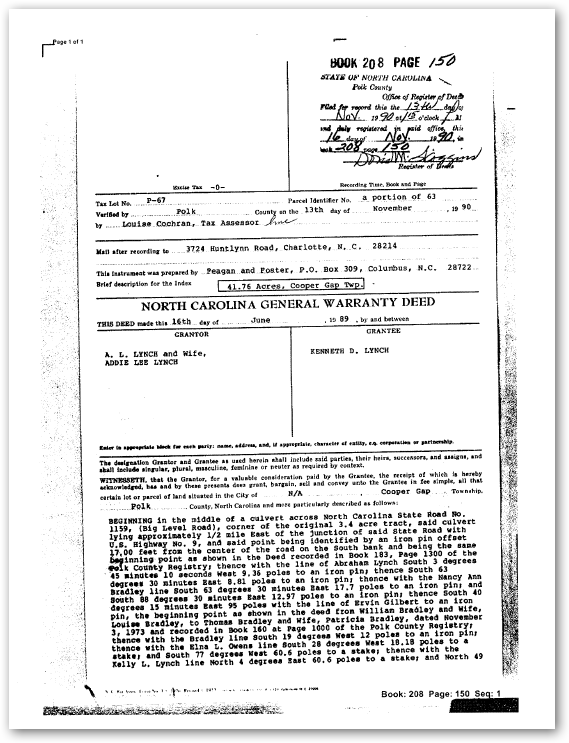 Page 1 of 1
BOOK 208 PAGE 150
STATE OF NORTH CAROLINA
Polk County
Office of Register of Deeds
Filed for record this the 13th day of
Nov. 1990 at o'clock
and duly registered in said office, this
16 day of Nov. 1990, in
book 208 page 150
Doris M. Scoggins
Register of Deeds
Excise Tax -0-
Recording Time, Book and Page
Tax Lot No. P-67 Parcel Identifier No. a portion of 63
Verified by Polk County on the 13th day of November , 19 90
by Louise Cochran, Tax Assessor
Mail after recording to 3724 Huntlynn Road, Charlotte, N. C. 28214
This instrument was prepared by Feagan and Foster, P.O. Box 309, Columbus, N.C. 28722
Brief description for the Index 41.76 Acres, Cooper Gap Twp.
NORTH CAROLINA GENERAL WARRANTY DEED
THIS DEED made this 16th day of June , 19 89 , by and between
GRANTOR
GRANTEE
A. L. LYNCH and Wife,
ADDIE LEE LYNCH
KENNETH D. LYNCH
Enter in appropriate block for each party: name, address, and, if appropriate, character of entity, e.g. corporation or partnership.
The designation Grantor and Grantee as used herein shall include said parties, their heirs, successors, and assigns, and
shall include singular, plural, masculine, feminine or neuter as required by context.
WITNESSETH, that the Grantor, for a valuable consideration paid by the Grantee, the receipt of which is hereby
acknowledged, has and by these presents does grant, bargain, sell and convey unto the Grantee in fee simple, all that
certain lot or parcel of land situated in the City of N/A , Cooper Gap Township,
Polk County, North Carolina and more particularly described as follows:
BEGINNING in the middle of a culvert across North Carolina State Road No.
1159, (Big Level Road), corner of the original 3.4 acre tract, said culvert
lying approximately 1/2 mile East of the junction of said State Road with
U.S. Highway No. 9, and said point being identified by an iron pin offset
17.00 feet from the center of the road on the South bank and being the same
beginning point as shown in the Deed recorded in Book 183, Page 1300 of the
Polk County Registry; thence with the line of Abraham Lynch South 3 degrees
45 minutes 10 seconds West 9.36 poles to an iron pin; thence South 63
degrees 30 minutes East 8.81 poles to an iron pin; thence with the Nancy Ann
Bradley line South 63 degrees 30 minutes East 17.7 poles to an iron pin; and
South 88 degrees 30 minutes East 12.97 poles to an iron pin; thence South 40
degrees 15 minutes East 95 poles with the line of Ervin Gilbert to an iron
pin, the beginning point as shown in the deed from William Bradley and Wife,
Louise Bradley, to Thomas Bradley and Wife, Patricia Bradley, dated November
3, 1973 and recorded in Book 160 at Page 1000 of the Polk County Registry;
thence with the Bradley line South 19 degrees West 12 poles to an iron pin;
thence with the Elna L. Owens line South 28 degrees West 18.18 poles to a
stake; and South 77 degrees West 60.6 poles to a stake; thence with the
Kelly L. Lynch line North 4 degrees East 60.6 poles to a stake; and North 49
Book: 208 Page: 150 Seq: 1